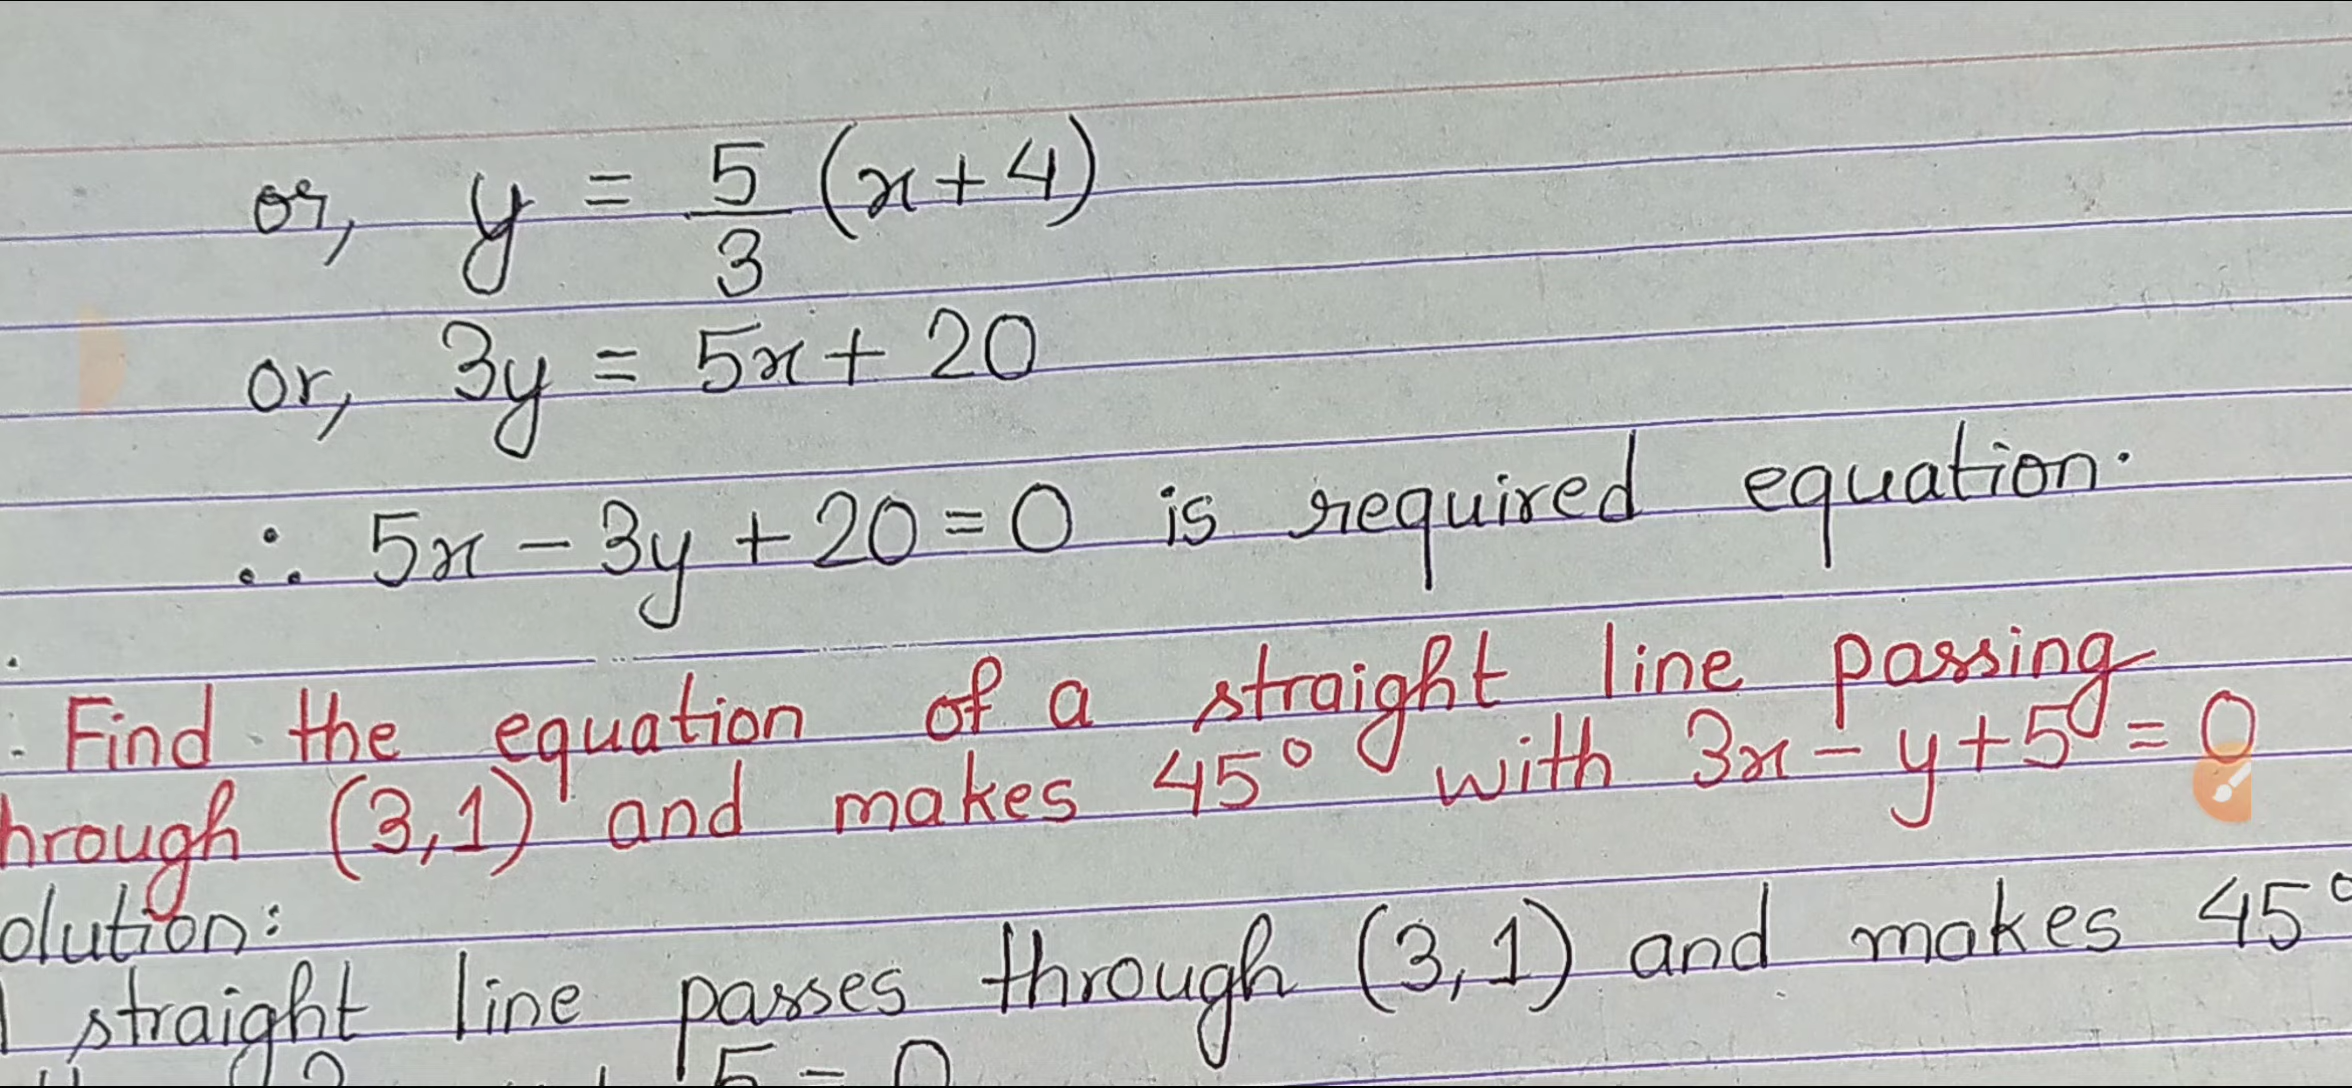 or, y = 5/3 (x+4)
or, 3y = 5x + 20
∴ 5x - 3y + 20 = 0 is required equation.
Find the equation of a straight line passing
hrough (3,1) and makes 45° with 3x - y + 5 = 0
olution:
straight line passes through (3,1) and makes 45°
5 = 0